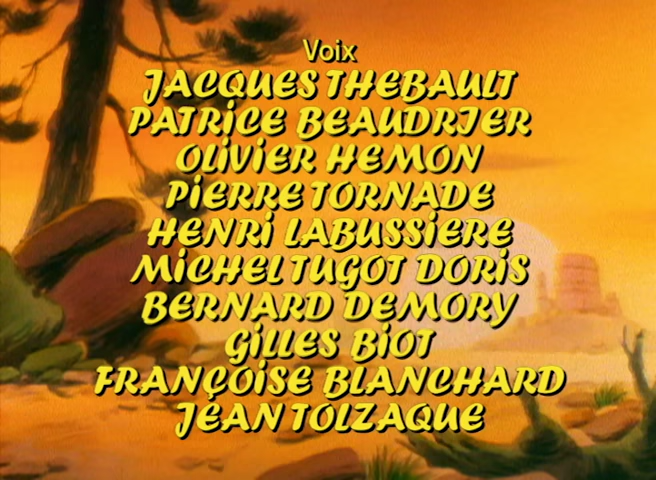 Voix
JACQUES THEBAULT
PATRICE BEAUDRIER
OLIVIER HEMON
PIERRE TORNADE
HENRI LABUSSIERE
MICHEL TUGOT DORIS
BERNARD DEMORY
GILLES BIOT
FRANÇOISE BLANCHARD
JEAN TOLZAQUE